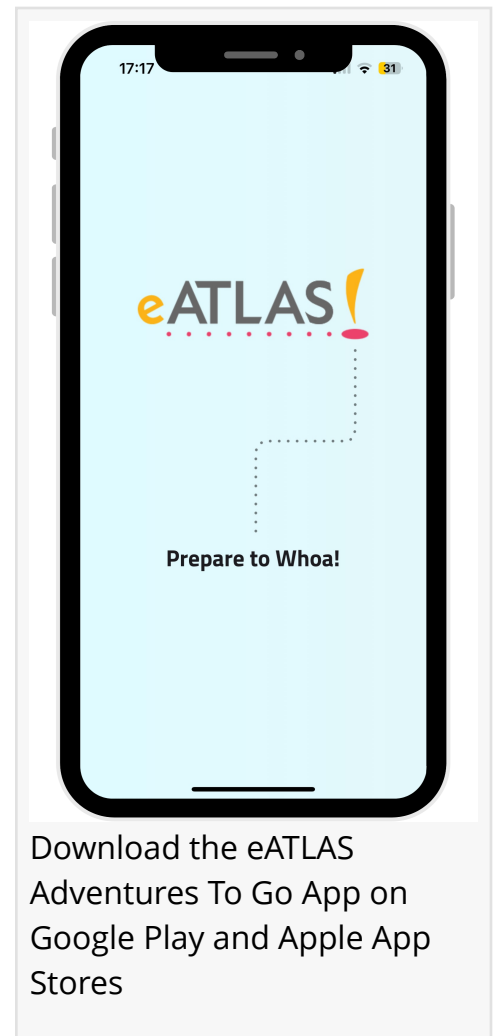 17:17
31
eATLAS!
Prepare to Whoa!
Download the eATLAS
Adventures To Go App on
Google Play and Apple App
Stores